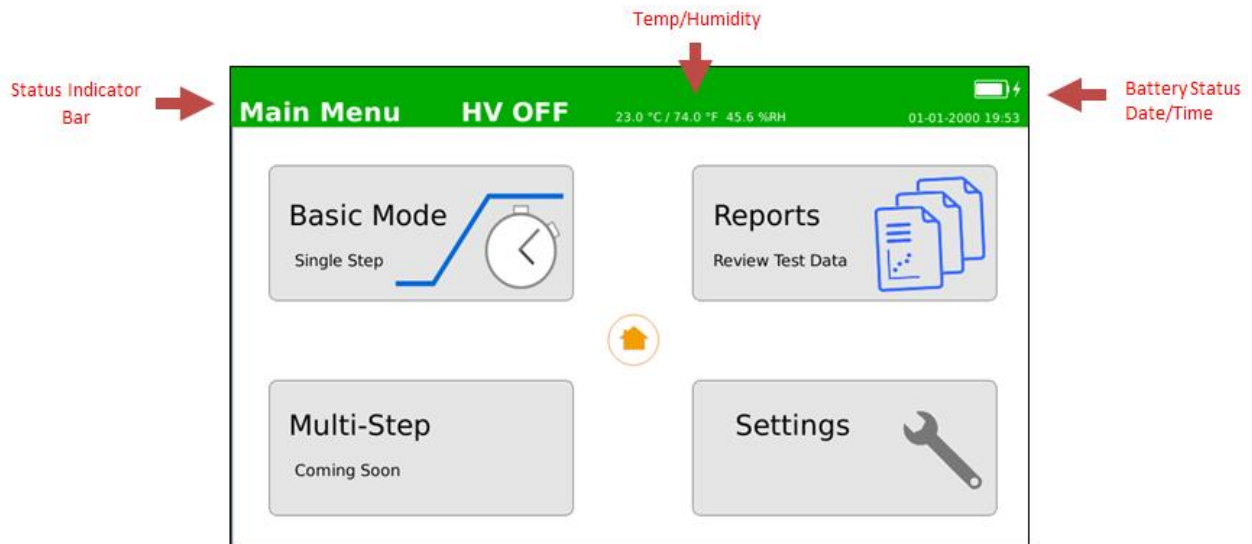 Temp/Humidity
Status Indicator
Bar
Battery Status
Date/Time
Main Menu HV OFF 23.0 °C / 74.0 °F 45.6 %RH 01-01-2000 19:53
Basic Mode
Single Step
Reports
Review Test Data
Multi-Step
Coming Soon
Settings